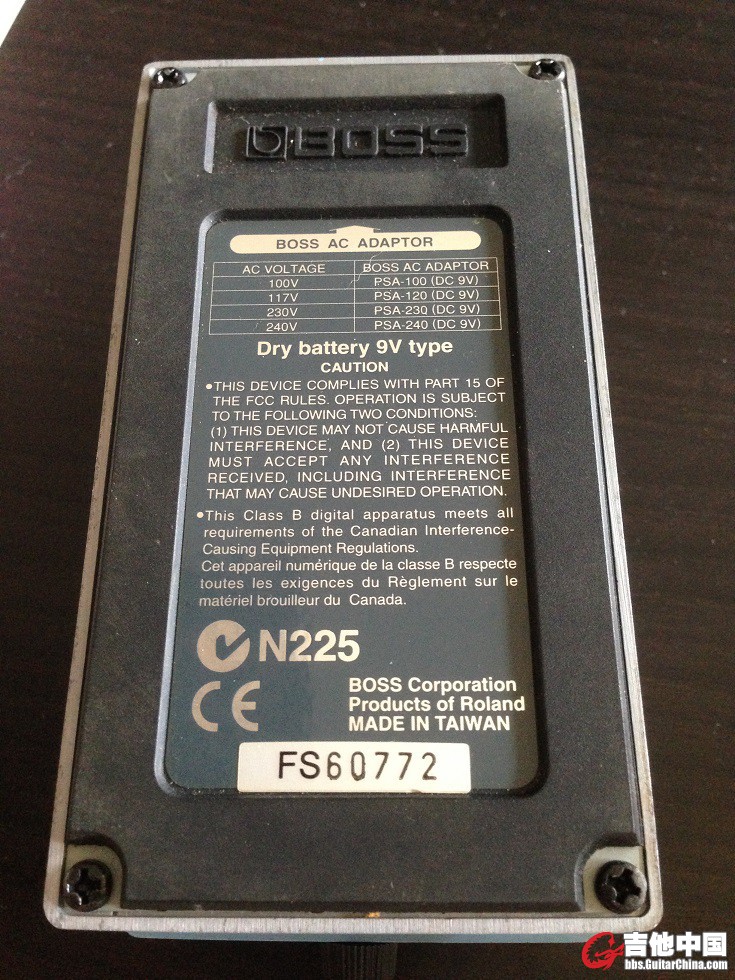 BOSS
BOSS AC ADAPTOR
AC VOLTAGE BOSS AC ADAPTOR
100V PSA-100 (DC 9V)
117V PSA-120 (DC 9V)
230V PSA-230 (DC 9V)
240V PSA-240 (DC 9V)
Dry battery 9V type
CAUTION
•THIS DEVICE COMPLIES WITH PART 15 OF
THE FCC RULES. OPERATION IS SUBJECT
TO THE FOLLOWING TWO CONDITIONS:
(1) THIS DEVICE MAY NOT CAUSE HARMFUL
INTERFERENCE, AND (2) THIS DEVICE
MUST ACCEPT ANY INTERFERENCE
RECEIVED, INCLUDING INTERFERENCE
THAT MAY CAUSE UNDESIRED OPERATION.
•This Class B digital apparatus meets all
requirements of the Canadian Interference-
Causing Equipment Regulations.
Cet appareil numérique de la classe B respecte
toutes les exigences du Règlement sur le
matériel brouilleur du Canada.
N225
CE
BOSS Corporation
Products of Roland
MADE IN TAIWAN
FS60772
吉他中国
bbs.GuitarChina.com